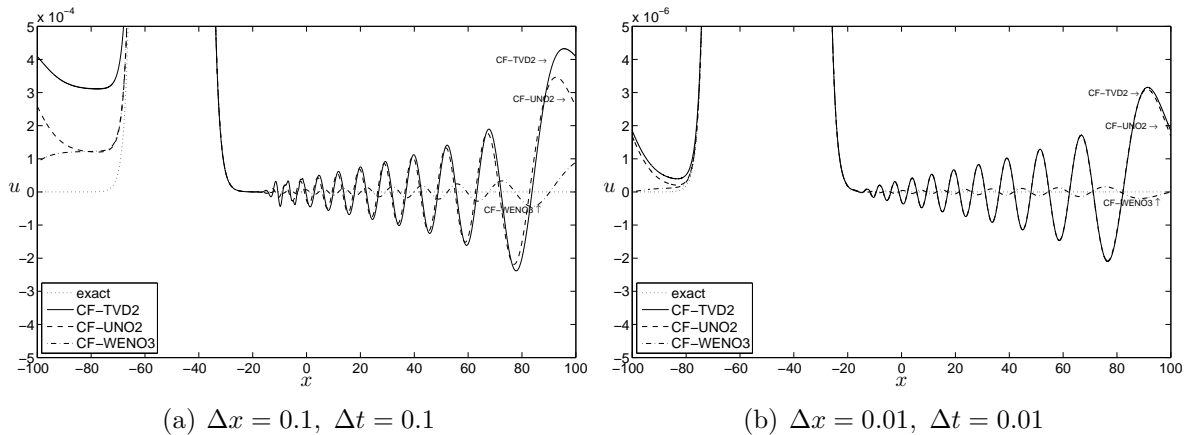 x 10⁻⁴
5
4
3
2
1
0
−1
−2
−3
−4
−5
u
−100 −80 −60 −40 −20 0 20 40 60 80 100
x
CF−TVD2→
CF−UNO2→
CF−WENO3↑
exact
CF−TVD2
CF−UNO2
CF−WENO3
(a) Δx = 0.1, Δt = 0.1
x 10⁻⁶
5
4
3
2
1
0
−1
−2
−3
−4
−5
u
−100 −80 −60 −40 −20 0 20 40 60 80 100
x
CF−TVD2→
CF−UNO2→
CF−WENO3↑
exact
CF−TVD2
CF−UNO2
CF−WENO3
(b) Δx = 0.01, Δt = 0.01